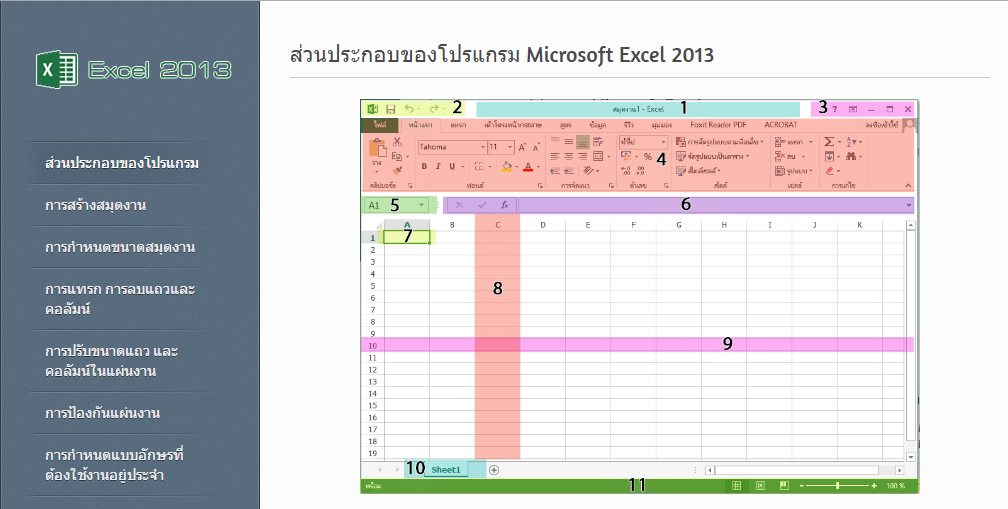 Excel 2013
ส่วนประกอบของโปรแกรม
การสร้างสมุดงาน
การกำหนดขนาดสมุดงาน
การแทรก การลบแถวและ
คอลัมน์
การปรับขนาดแถว และ
คอลัมน์ในแผ่นงาน
การป้องกันแผ่นงาน
การกำหนดแบบอักษรที่
ต้องใช้งานอยู่ประจำ
ส่วนประกอบของโปรแกรม Microsoft Excel 2013
2 สมุดงาน1 - Excel 1 3 ?
ไฟล์ หน้าแรก แทรก เค้าโครงหน้ากระดาษ สูตร ข้อมูล รีวิว มุมมอง Foxit Reader PDF ACROBAT ลงชื่อเข้าใช้
วาง Tahoma 11 A A ทั่วไป การจัดรูปแบบตามเงื่อนไข แทรก Σ
B I U A % 4 จัดรูปแบบเป็นตาราง ลบ
สไตล์เซลล์ รูปแบบ
คลิปบอร์ด ฟอนต์ การจัดแนว ตัวเลข สไตล์ เซลล์ การแก้ไข
A1 5 fx 6
A B C D E F G H I J K
1 7
2
3
4
5 8
6
7
8
9
10 9
11
12
13
14
15
16
17
18
19
10 Sheet1
พร้อม 11 100 %